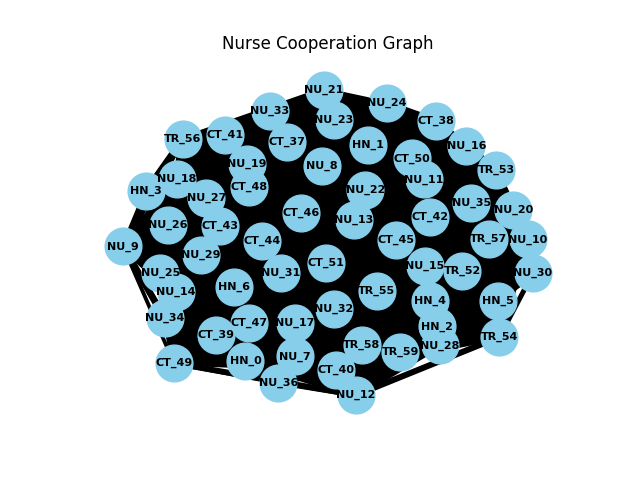 Nurse Cooperation Graph
NU_21
NU_24
NU_33
NU_23
CT_38
CT_41
TR_56
CT_37
HN_1
NU_16
CT_50
NU_19
NU_8
TR_53
NU_18
NU_11
CT_48
HN_3
NU_22
NU_27
NU_35
NU_20
CT_46
CT_42
NU_13
NU_26
CT_43
CT_44
CT_45
TR_57
NU_10
NU_9
NU_29
CT_51
NU_15
TR_52
NU_25
NU_31
NU_30
HN_6
NU_14
TR_55
HN_4
HN_5
NU_32
NU_34
CT_47
NU_17
HN_2
CT_39
TR_54
TR_58
NU_28
TR_59
NU_7
HN_0
CT_49
CT_40
NU_36
NU_12